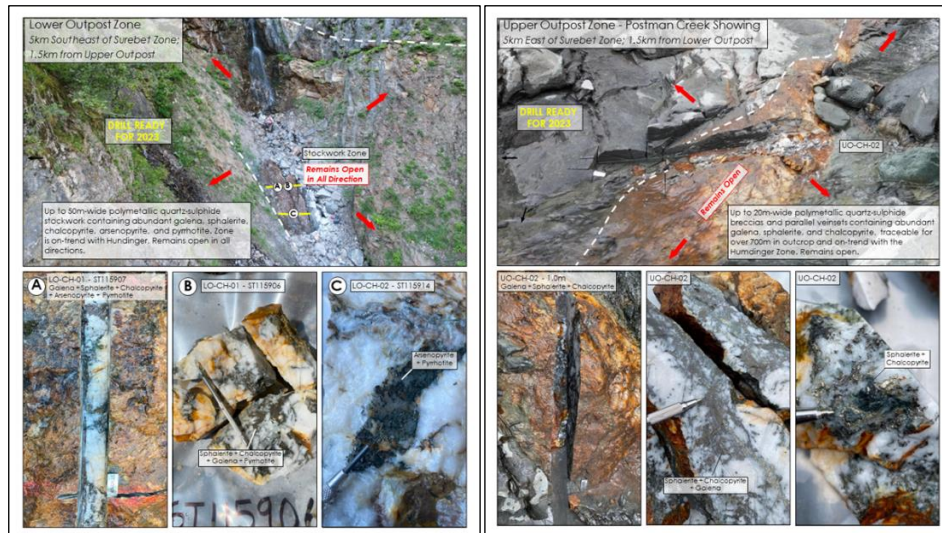 Lower Outpost Zone
5km Southeast of Surebet Zone;
1.5km from Upper Outpost
DRILL READY
FOR 2023
Stockwork Zone
Remains Open
in All Direction
A B
C
Up to 50m-wide polymetallic quartz-sulphide
stockwork containing abundant galena, sphalerite,
chalcopyrite, arsenopyrite, and pyrrhotite. Zone
is on-trend with Hundinger. Remains open in all
directions.
A
LO-CH-01 - ST115907
Galena + Sphalerite + Chalcopyrite
+ Arsenopyrite + Pyrrhotite
B
LO-CH-01 - ST115906
Sphalerite + Chalcopyrite
+ Galena + Pyrrhotite
ST115906
C
LO-CH-02 - ST115914
Arsenopyrite
+ Pyrrhotite
Upper Outpost Zone - Postman Creek Showing
5km East of Surebet Zone; 1.5km from Lower Outpost
DRILL READY
FOR 2023
UO-CH-02
Remains Open
Up to 20m-wide polymetallic quartz-sulphide
breccias and parallel veinsets containing abundant
galena, sphalerite, and chalcopyrite, traceable for
over 700m in outcrop and on-trend with the
Humdinger Zone. Remains open.
UO-CH-02 - 1.0m
Galena + Sphalerite + Chalcopyrite
UO-CH-02
Sphalerite + Chalcopyrite
+ Galena
UO-CH-02
Sphalerite +
Chalcopyrite